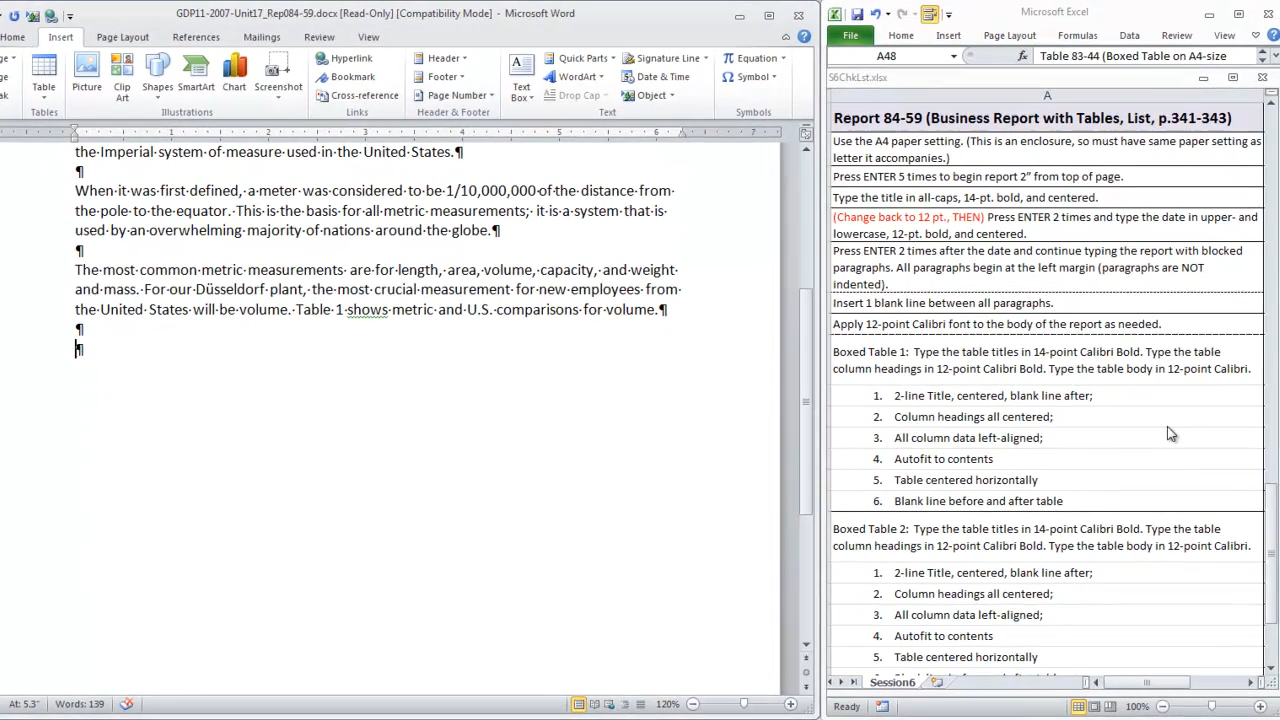 GDP11-2007-Unit17_Rep084-59.docx [Read-Only] [Compatibility Mode] - Microsoft Word
Home Insert Page Layout References Mailings Review View
Table
Tables
Picture Clip Art Shapes SmartArt Chart Screenshot
Illustrations
Hyperlink
Bookmark
Cross-reference
Links
Header
Footer
Page Number
Header & Footer
Text Box
Quick Parts
WordArt
Drop Cap
Signature Line
Date & Time
Object
Text
Equation
Symbol
Symbols
1 2 3 4 5 6 7
the Imperial system of measure used in the United States.¶
¶
When it was first defined, a meter was considered to be 1/10,000,000 of the distance from
the pole to the equator. This is the basis for all metric measurements; it is a system that is
used by an overwhelming majority of nations around the globe.¶
¶
The most common metric measurements are for length, area, volume, capacity, and weight
and mass. For our Düsseldorf plant, the most crucial measurement for new employees from
the United States will be volume. Table 1 shows metric and U.S. comparisons for volume.¶
¶
¶
At: 5.3" Words: 139 120%
Microsoft Excel
File Home Insert Page Layout Formulas Data Review View
A48 fx Table 83-44 (Boxed Table on A4-size
S6ChkLst.xlsx
A
Report 84-59 (Business Report with Tables, List, p.341-343)
Use the A4 paper setting. (This is an enclosure, so must have same paper setting as
letter it accompanies.)
Press ENTER 5 times to begin report 2” from top of page.
Type the title in all-caps, 14-pt. bold, and centered.
(Change back to 12 pt., THEN) Press ENTER 2 times and type the date in upper- and
lowercase, 12-pt. bold, and centered.
Press ENTER 2 times after the date and continue typing the report with blocked
paragraphs. All paragraphs begin at the left margin (paragraphs are NOT
indented).
Insert 1 blank line between all paragraphs.
Apply 12-point Calibri font to the body of the report as needed.
Boxed Table 1: Type the table titles in 14-point Calibri Bold. Type the table
column headings in 12-point Calibri Bold. Type the table body in 12-point Calibri.
1. 2-line Title, centered, blank line after;
2. Column headings all centered;
3. All column data left-aligned;
4. Autofit to contents
5. Table centered horizontally
6. Blank line before and after table
Boxed Table 2: Type the table titles in 14-point Calibri Bold. Type the table
column headings in 12-point Calibri Bold. Type the table body in 12-point Calibri.
1. 2-line Title, centered, blank line after;
2. Column headings all centered;
3. All column data left-aligned;
4. Autofit to contents
5. Table centered horizontally
Session6
Ready 100%